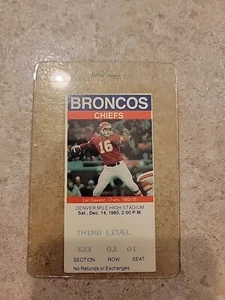 BRONCOS
CHIEFS
16
Len Dawson, Chiefs 1963-75
DENVER MILE HIGH STADIUM
Sat., Dec. 14, 1985, 2:00 P.M.
THIRD LEVEL
323 03 01
SECTION ROW SEAT
No Refunds or Exchanges